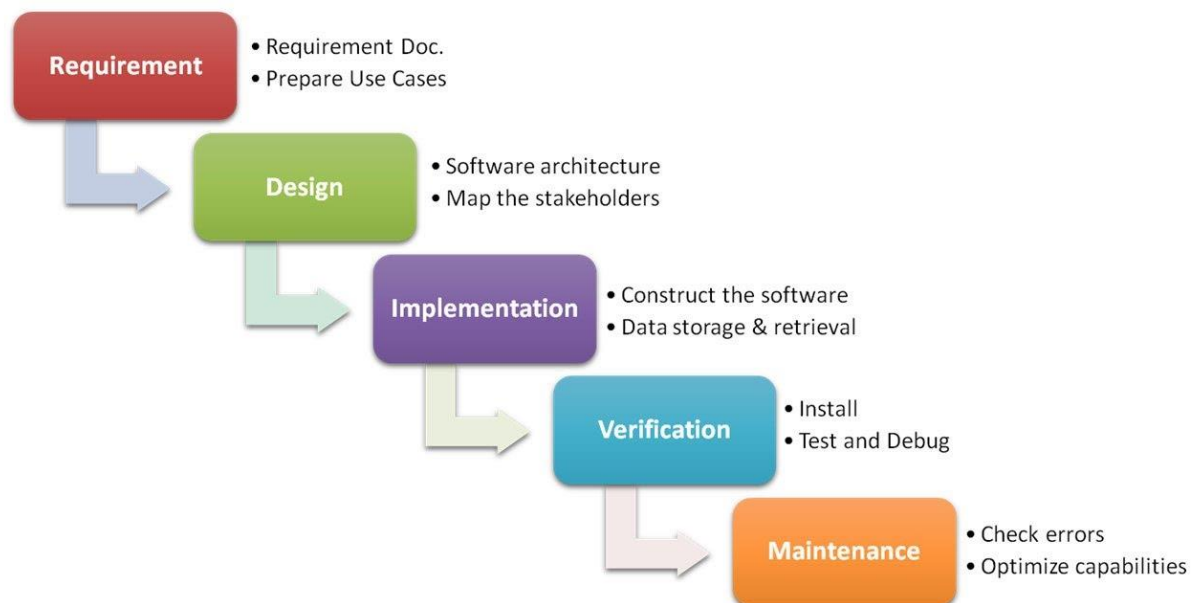 Requirement
• Requirement Doc.
• Prepare Use Cases
Design
• Software architecture
• Map the stakeholders
Implementation
• Construct the software
• Data storage & retrieval
Verification
• Install
• Test and Debug
Maintenance
• Check errors
• Optimize capabilities